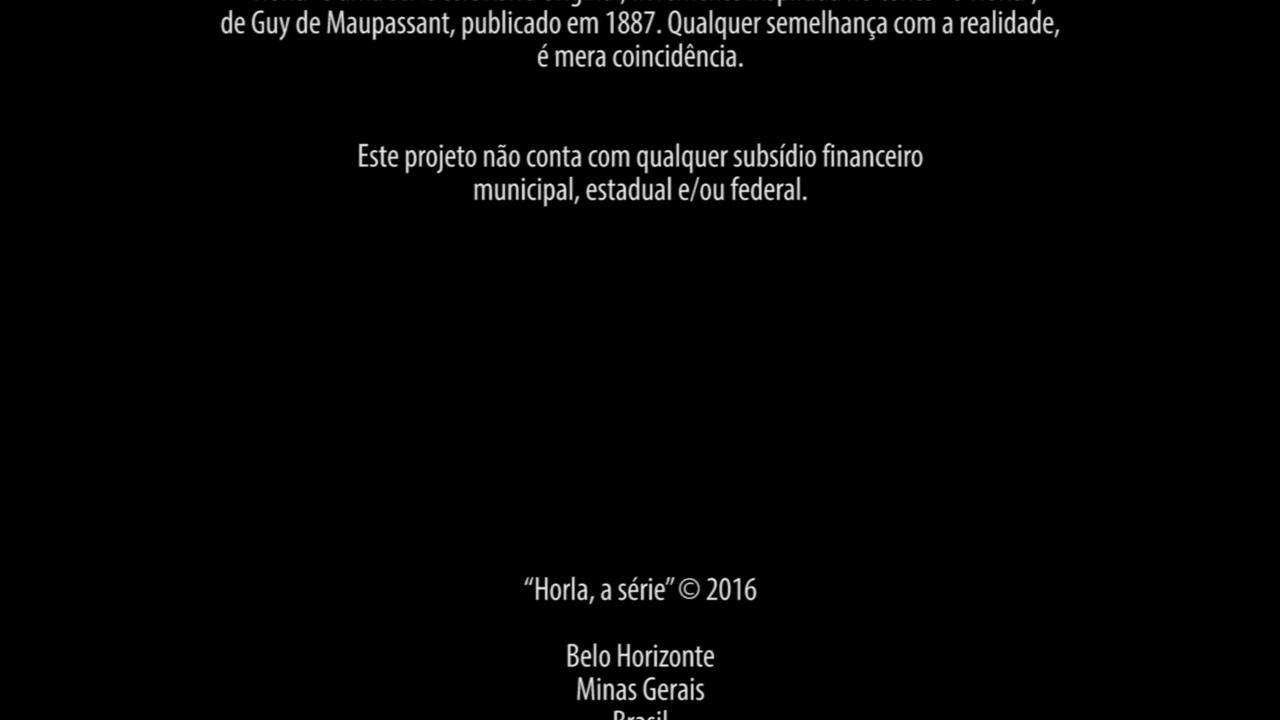 de Guy de Maupassant, publicado em 1887. Qualquer semelhança com a realidade,
é mera coincidência.
Este projeto não conta com qualquer subsídio financeiro
municipal, estadual e/ou federal.
“Horla, a série” © 2016
Belo Horizonte
Minas Gerais
Brasil